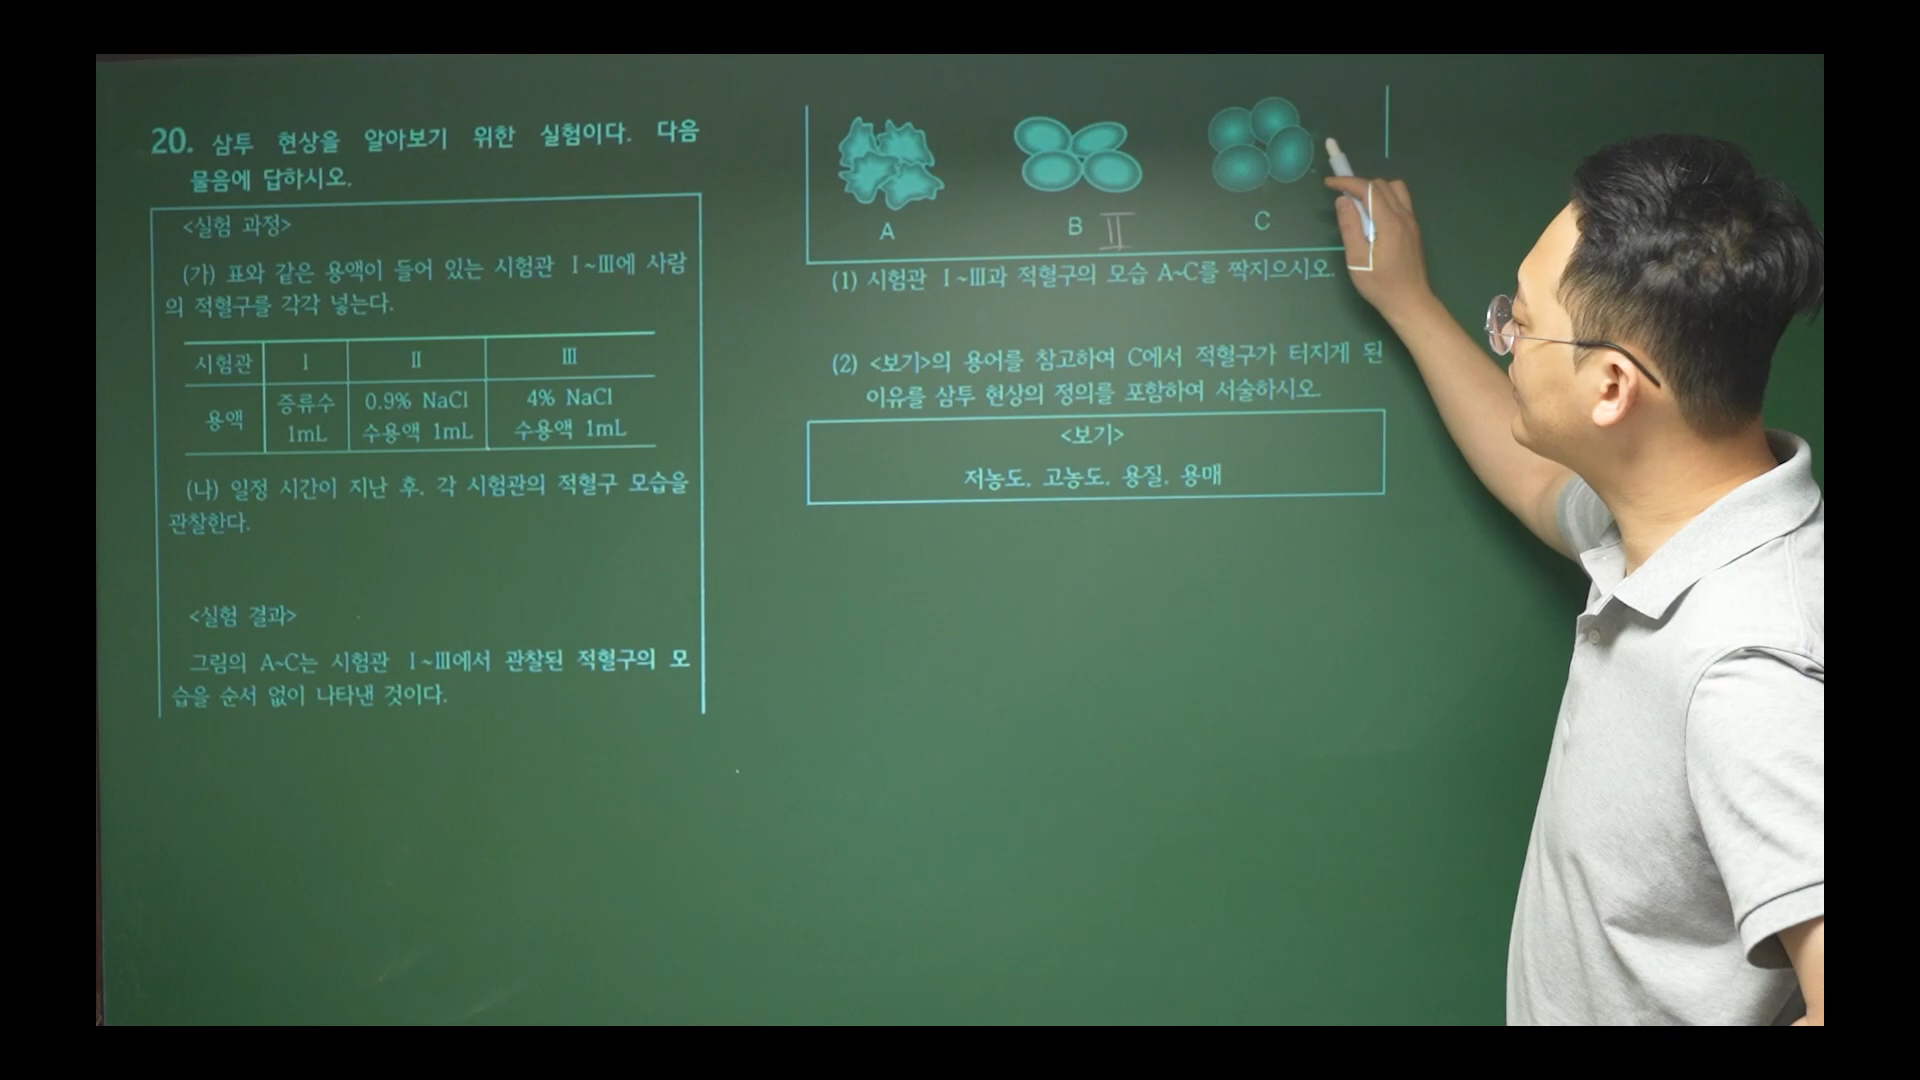 20. 삼투 현상을 알아보기 위한 실험이다. 다음
물음에 답하시오.
<실험 과정>
(가) 표와 같은 용액이 들어 있는 시험관 Ⅰ~Ⅲ에 사람
의 적혈구를 각각 넣는다.
시험관 Ⅰ Ⅱ Ⅲ
용액 증류수 1mL 0.9% NaCl 수용액 1mL 4% NaCl 수용액 1mL
(나) 일정 시간이 지난 후, 각 시험관의 적혈구 모습을
관찰한다.
<실험 결과>
그림의 A~C는 시험관 Ⅰ~Ⅲ에서 관찰된 적혈구의 모
습을 순서 없이 나타낸 것이다.
A B Ⅱ C
(1) 시험관 Ⅰ~Ⅲ과 적혈구의 모습 A~C를 짝지으시오.
(2) <보기>의 용어를 참고하여 C에서 적혈구가 터지게 된
이유를 삼투 현상의 정의를 포함하여 서술하시오.
<보기>
저농도, 고농도, 용질, 용매